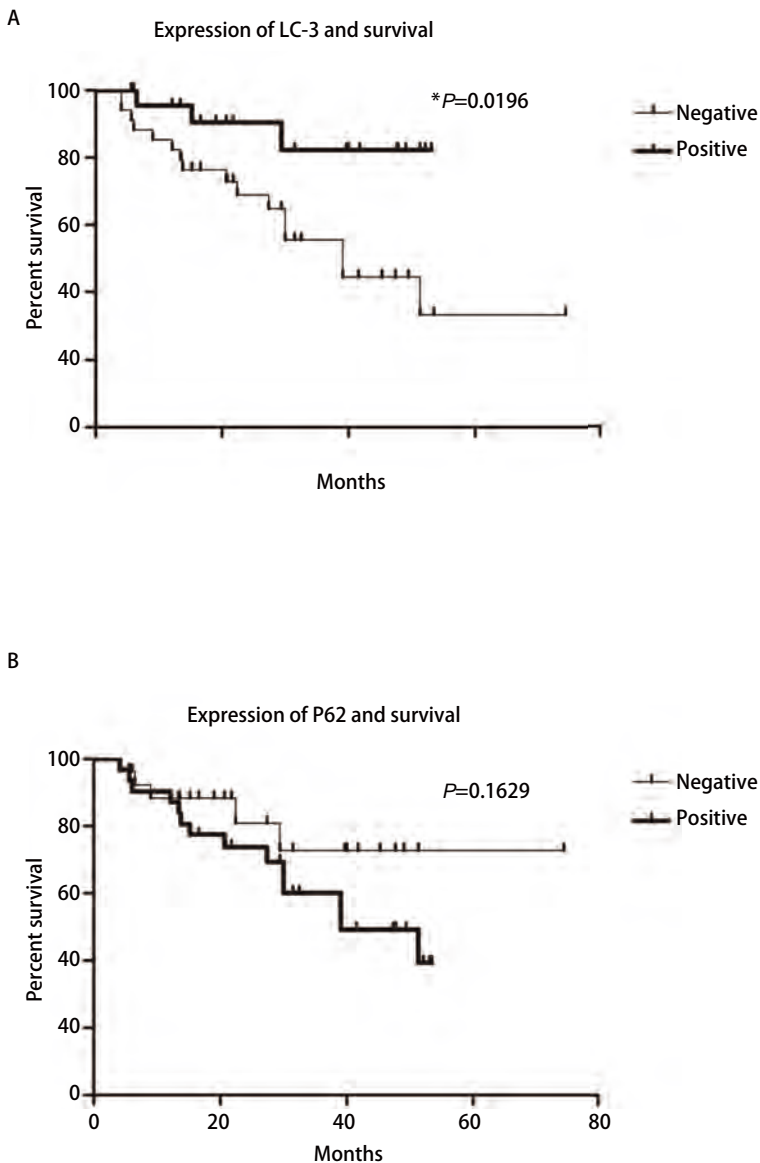 A
Expression of LC-3 and survival
100
80
60
40
40
0
Percent survival
*P=0.0196
Negative
Positive
Months
B
Expression of P62 and survival
100
80
60
40
40
0
Percent survival
P=0.1629
Negative
Positive
0 20 40 60 80
Months